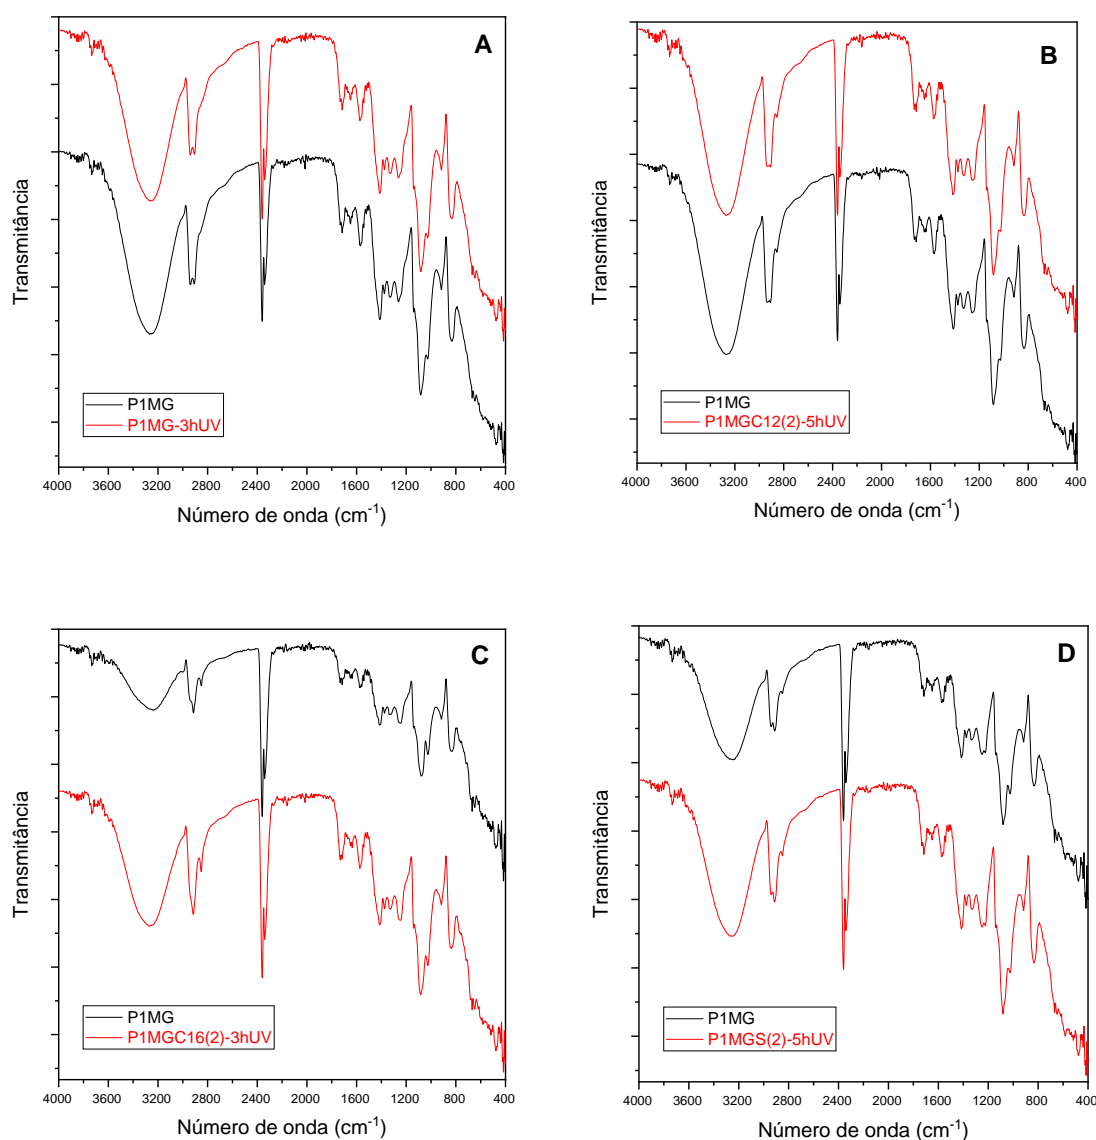 A
Transmitância
P1MG
P1MG-3hUV
4000 3600 3200 2800 2400 2000 1600 1200 800 400
Número de onda (cm⁻¹)
B
Transmitância
P1MG
P1MGC12(2)-5hUV
4000 3600 3200 2800 2400 2000 1600 1200 800 400
Número de onda (cm⁻¹)
C
Transmitância
P1MG
P1MGC16(2)-3hUV
4000 3600 3200 2800 2400 2000 1600 1200 800 400
Número de onda (cm⁻¹)
D
Transmitância
P1MG
P1MGS(2)-5hUV
4000 3600 3200 2800 2400 2000 1600 1200 800 400
Número de onda (cm⁻¹)